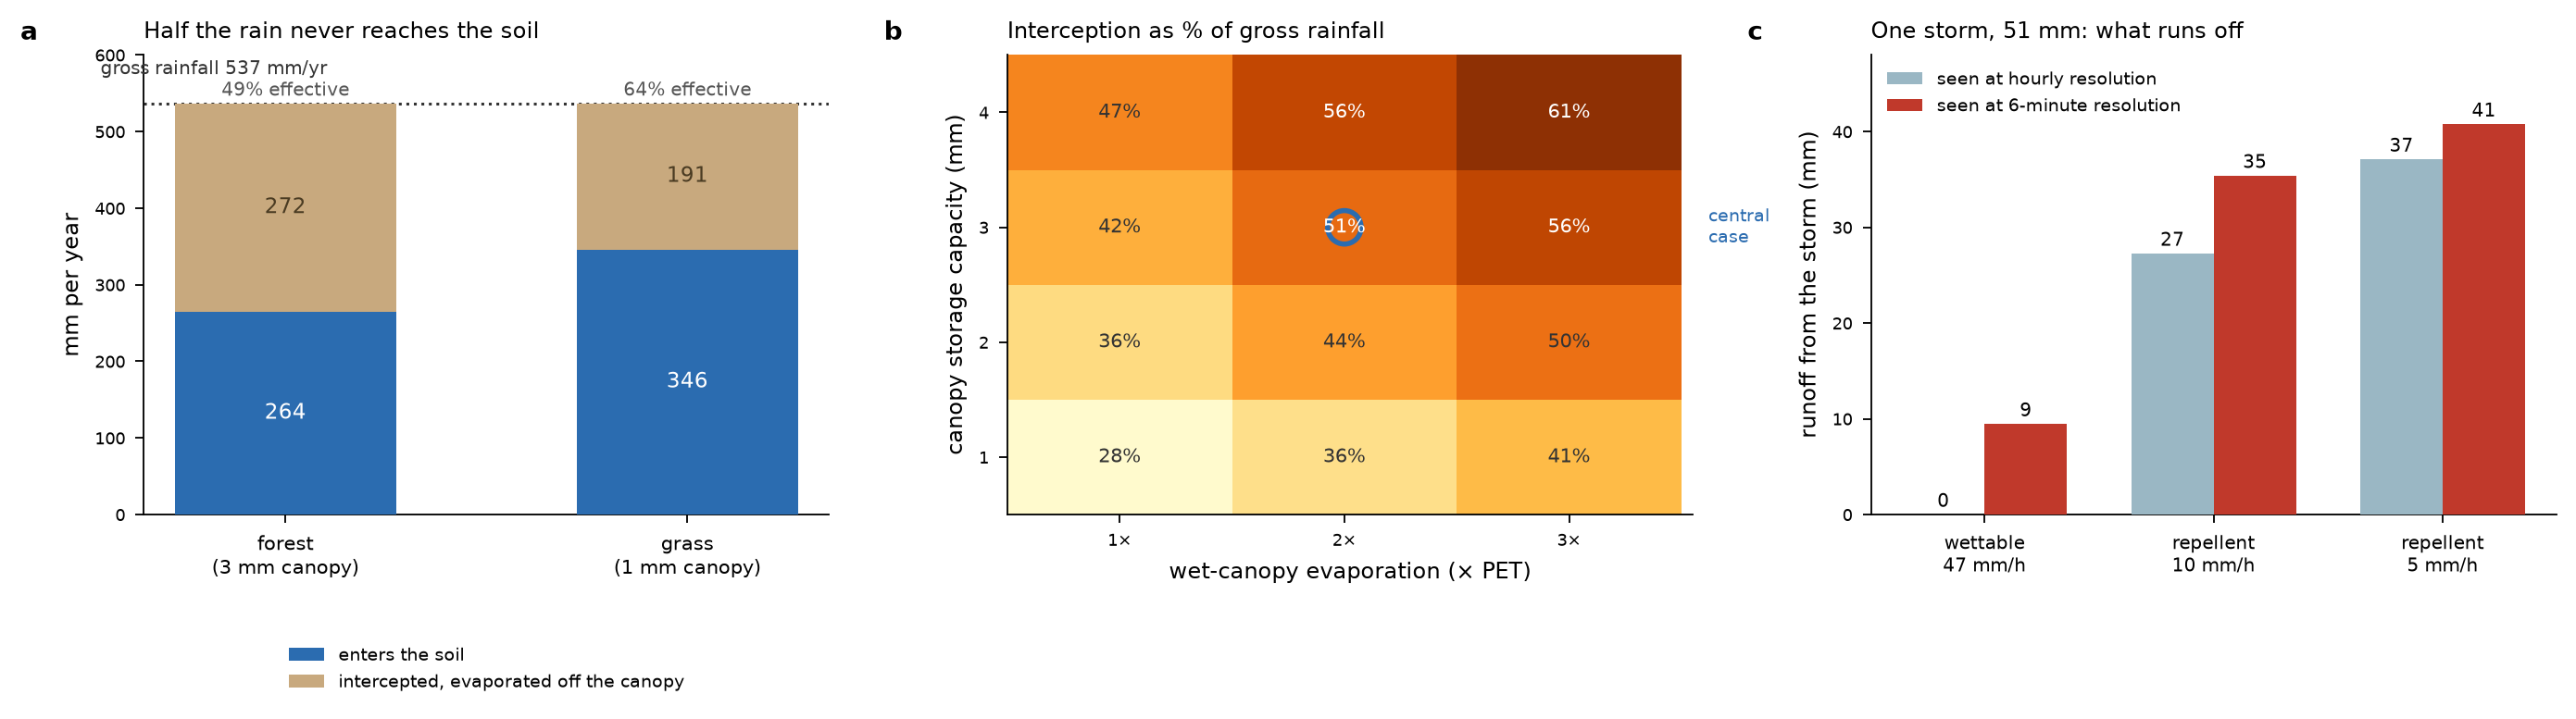 a
Half the rain never reaches the soil
gross rainfall 537 mm/yr
49% effective
64% effective
mm per year
600
500
400
300
200
100
0
272
264
191
346
forest
(3 mm canopy)
grass
(1 mm canopy)
enters the soil
intercepted, evaporated off the canopy
b
Interception as % of gross rainfall
canopy storage capacity (mm)
4
3
2
1
47% 56% 61%
42% 51% 56%
36% 44% 50%
28% 36% 41%
1× 2× 3×
wet-canopy evaporation (× PET)
central
case
c
One storm, 51 mm: what runs off
seen at hourly resolution
seen at 6-minute resolution
runoff from the storm (mm)
40
30
20
10
0
0 9
27 35
37 41
wettable
47 mm/h
repellent
10 mm/h
repellent
5 mm/h